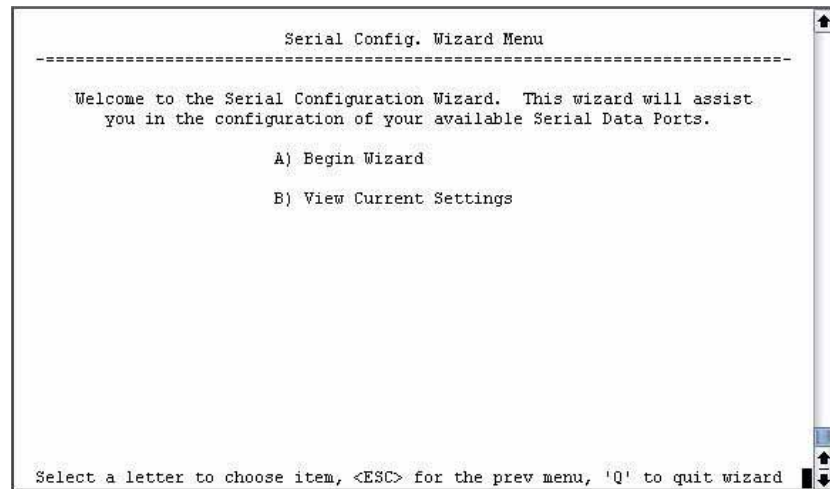 Serial Config. Wizard Menu
-==========================================================================-
Welcome to the Serial Configuration Wizard.  This wizard will assist
you in the configuration of your available Serial Data Ports.
A) Begin Wizard
B) View Current Settings
Select a letter to choose item, <ESC> for the prev menu, 'Q' to quit wizard